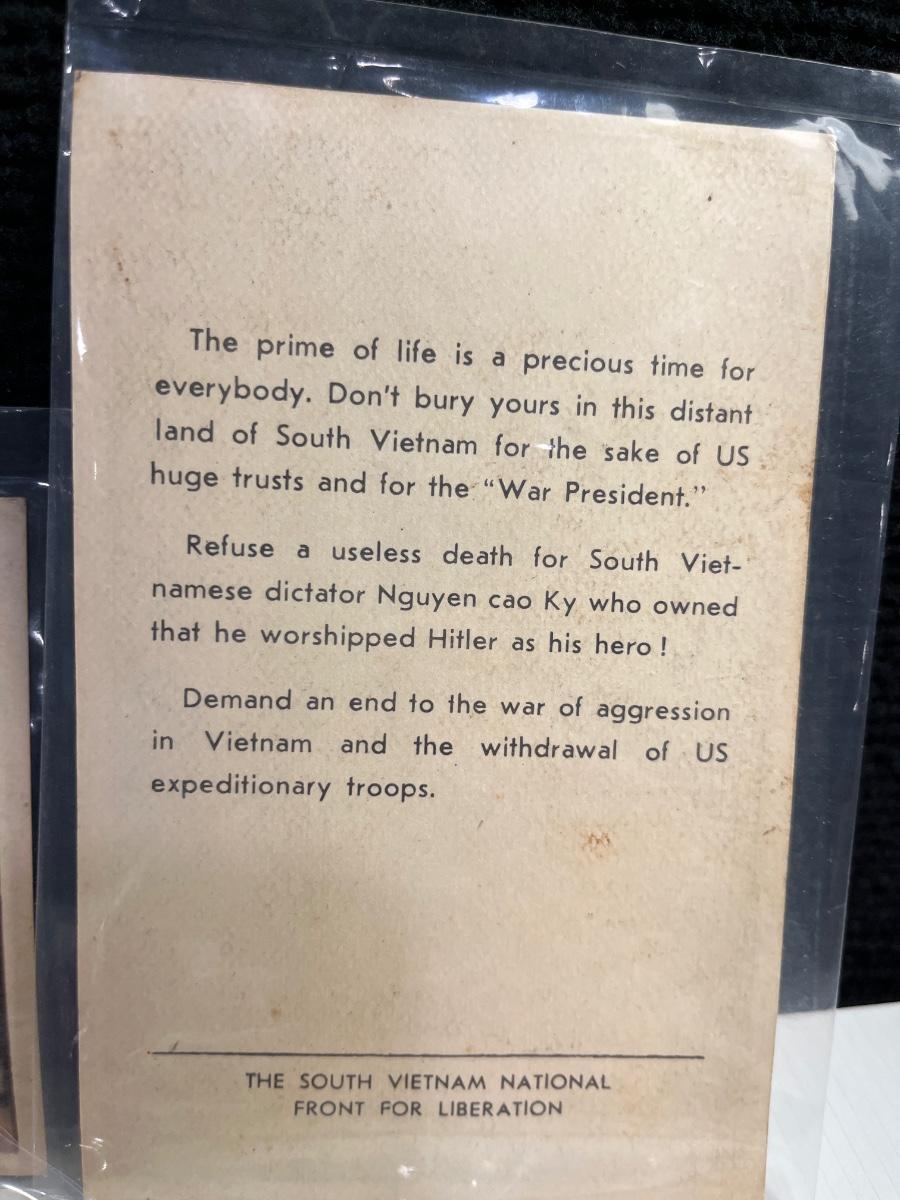 The prime of life is a precious time for
everybody. Don't bury yours in this distant
land of South Vietnam for the sake of US
huge trusts and for the “War President.”
Refuse a useless death for South Viet-
namese dictator Nguyen cao Ky who owned
that he worshipped Hitler as his hero !
Demand an end to the war of aggression
in Vietnam and the withdrawal of US
expeditionary troops.
THE SOUTH VIETNAM NATIONAL
FRONT FOR LIBERATION